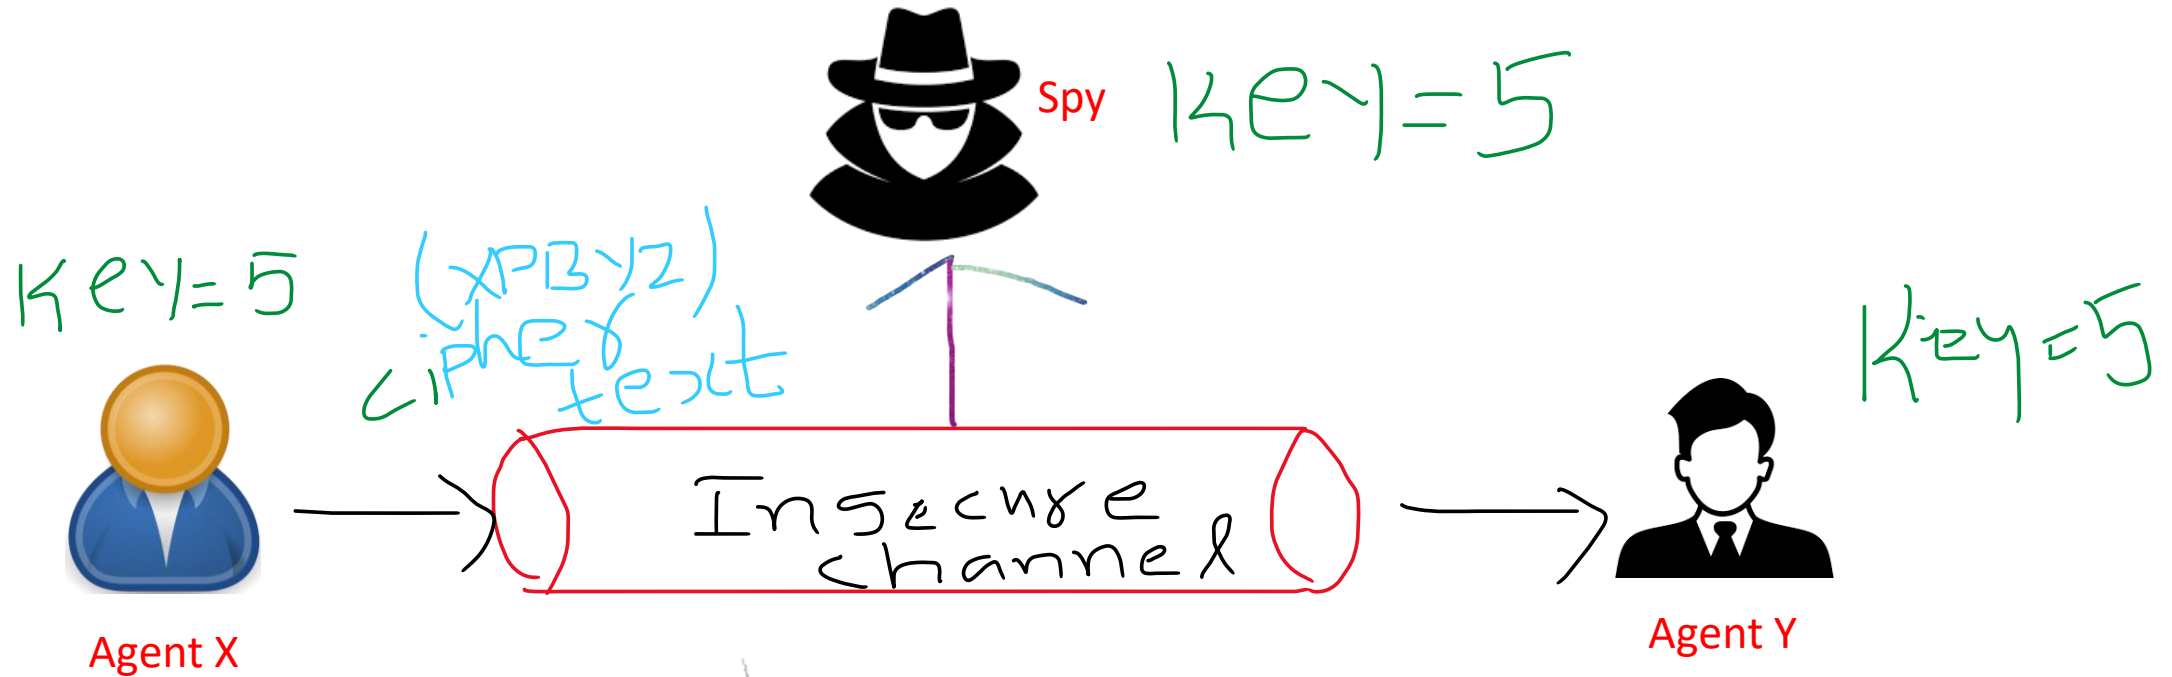 Spy
Key=5
Key=5
(XPBYZ)
cipher
text
Key=5
Insecure
channel
Agent X
Agent Y